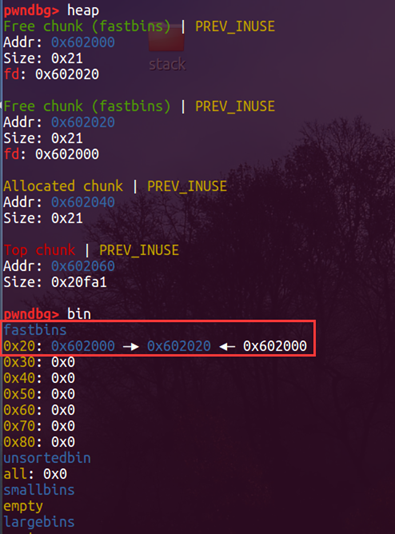 pwndbg> heap
Free chunk (fastbins) | PREV_INUSE
Addr: 0x602000
Size: 0x21
fd: 0x602020
stack
Free chunk (fastbins) | PREV_INUSE
Addr: 0x602020
Size: 0x21
fd: 0x602000
Allocated chunk | PREV_INUSE
Addr: 0x602040
Size: 0x21
Top chunk | PREV_INUSE
Addr: 0x602060
Size: 0x20fa1
pwndbg> bin
fastbins
0x20: 0x602000 → 0x602020 ← 0x602000
0x30: 0x0
0x40: 0x0
0x50: 0x0
0x60: 0x0
0x70: 0x0
0x80: 0x0
unsortedbin
all: 0x0
smallbins
empty
largebins